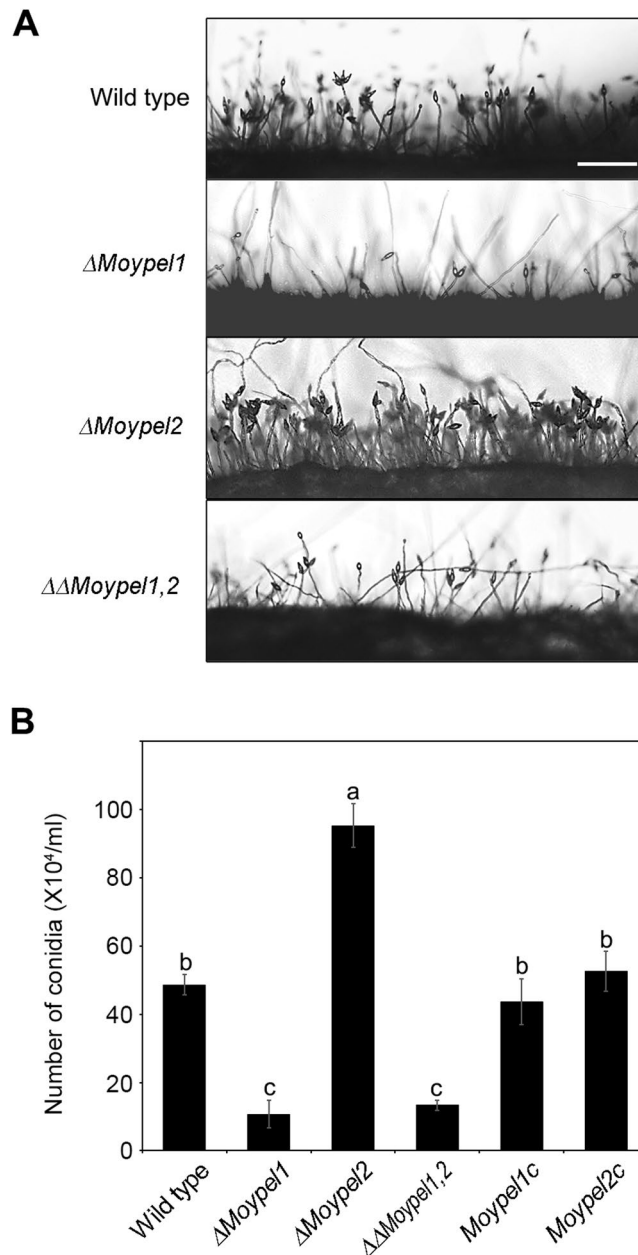 A
Wild type
ΔMoypel1
ΔMoypel2
ΔΔMoypel1,2
B
Number of conidia (X10⁴/ml)
100
80
60
40
20
0
b
c
a
c
b
b
Wild type
ΔMoypel1
ΔMoypel2
ΔΔMoypel1,2
Moypel1c
Moypel2c